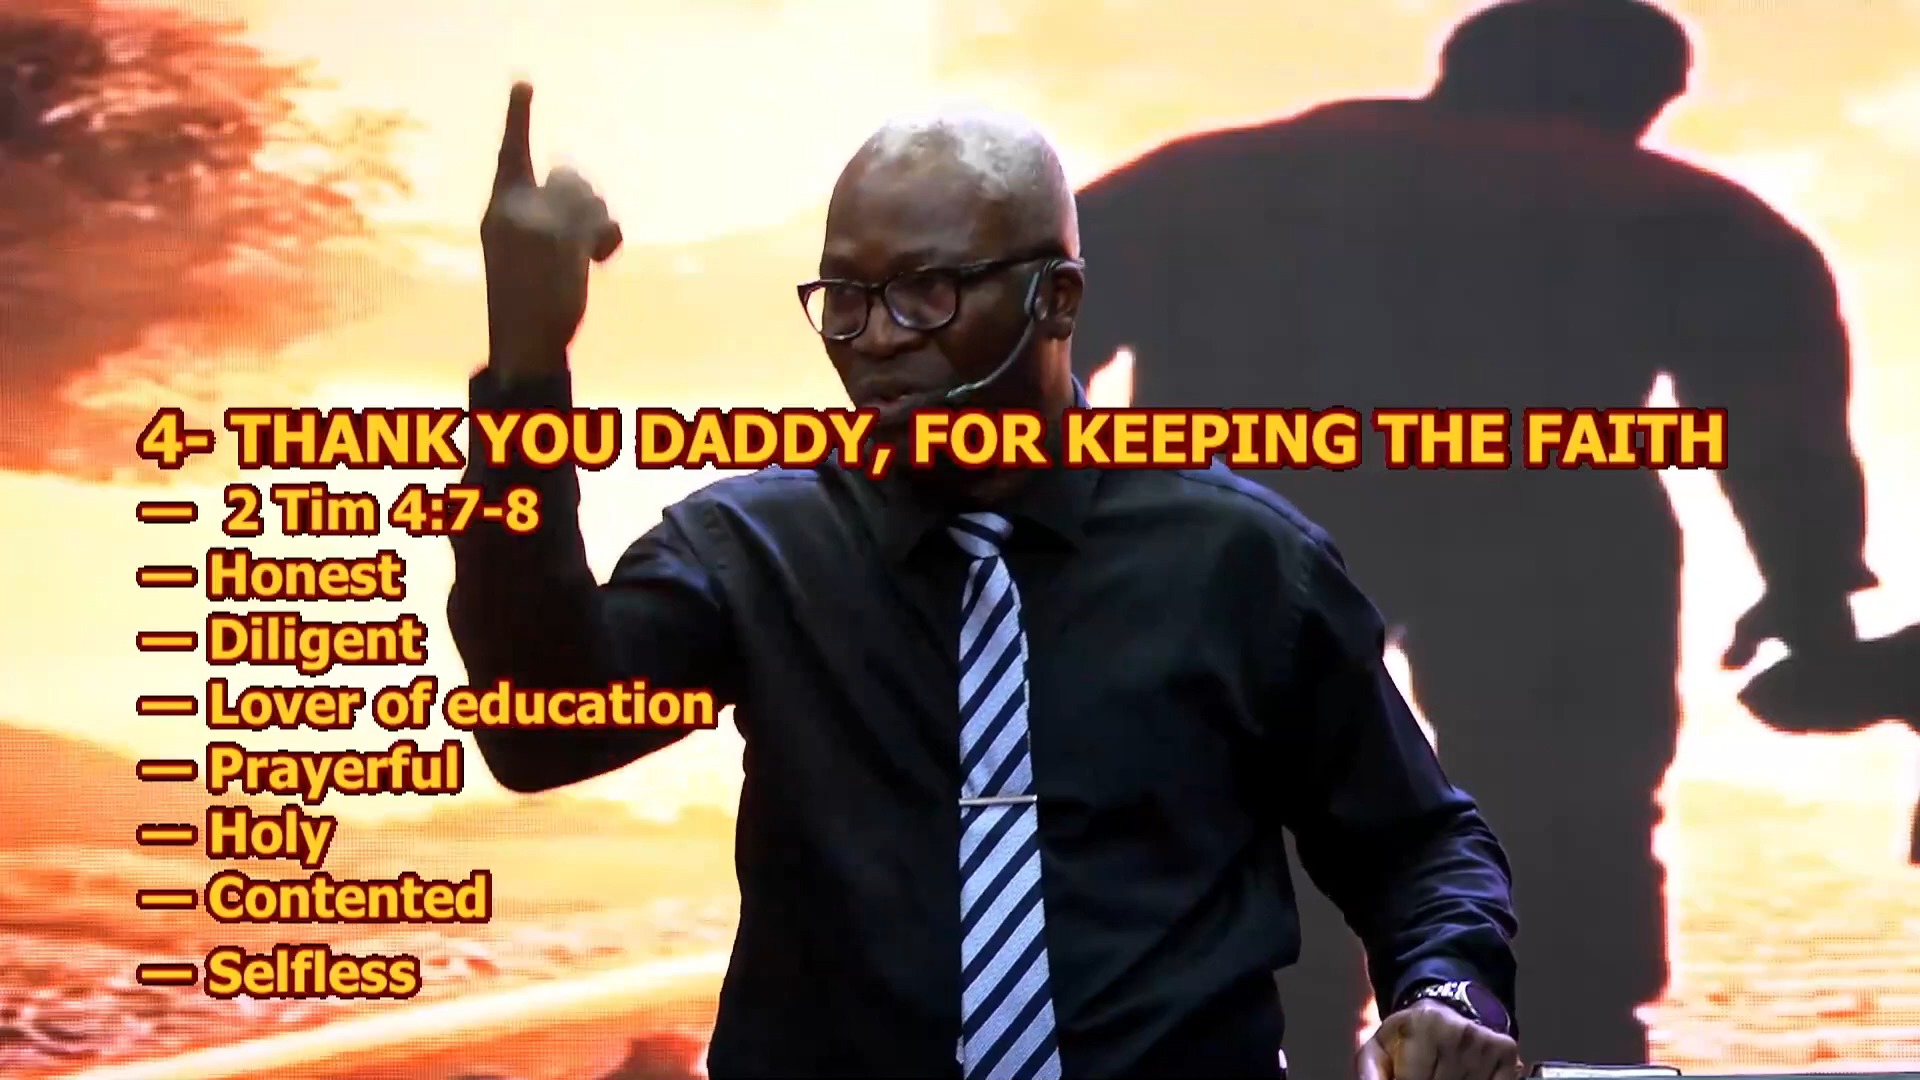 4- THANK YOU DADDY, FOR KEEPING THE FAITH
— 2 Tim 4:7-8
— Honest
— Diligent
— Lover of education
— Prayerful
— Holy
— Contented
— Selfless